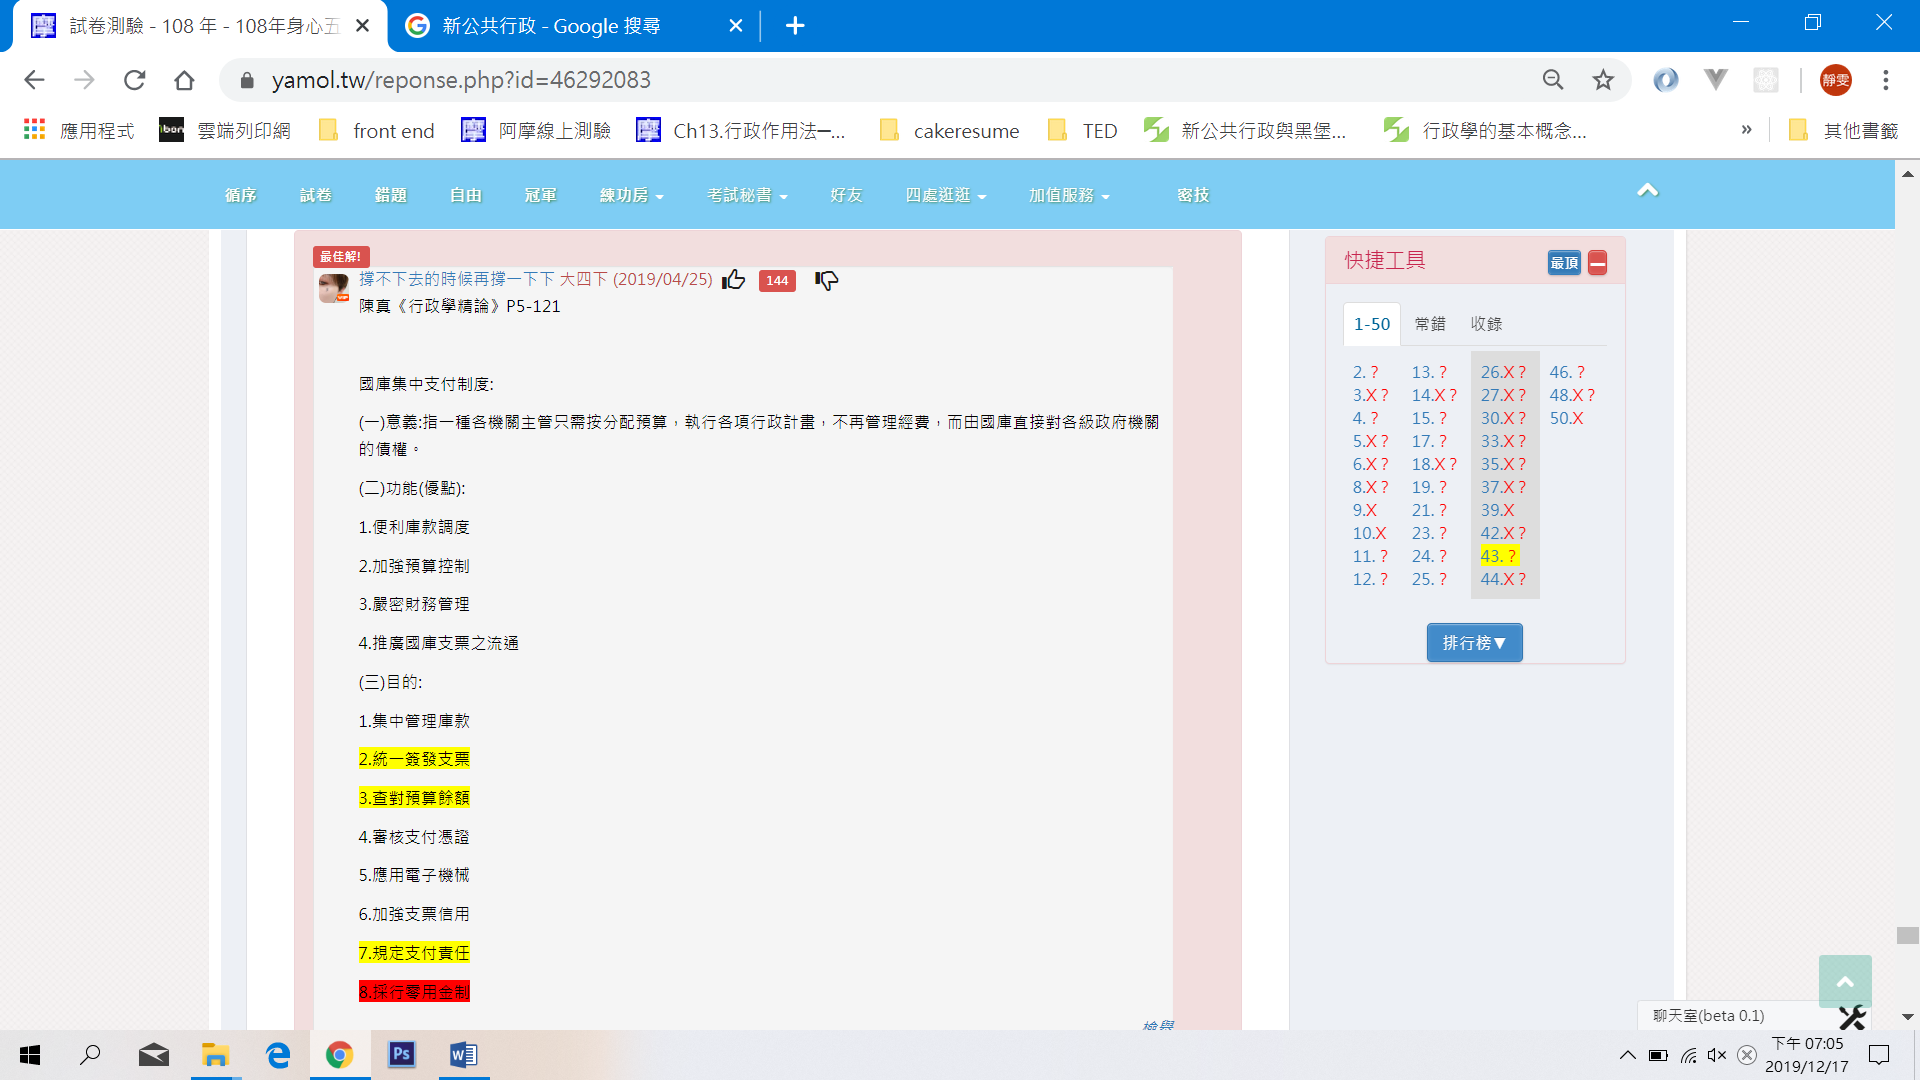 試卷測驗 - 108 年 - 108年身心五
新公共行政 - Google 搜尋
yamol.tw/reponse.php?id=46292083
靜雯
應用程式
ibon
雲端列印網
front end
阿摩線上測驗
Ch13.行政作用法─...
cakeresume
TED
新公共行政與黑堡...
行政學的基本概念...
»
其他書籤
循序
試卷
錯題
自由
冠軍
練功房
考試秘書
好友
四處逛逛
加值服務
密技
最佳解!
撐不下去的時候再撐一下下 大四下 (2019/04/25)
144
陳真《行政學精論》P5-121
國庫集中支付制度:
(一)意義:指一種各機關主管只需按分配預算，執行各項行政計畫，不再管理經費，而由國庫直接對各級政府機關
的債權。
(二)功能(優點):
1.便利庫款調度
2.加強預算控制
3.嚴密財務管理
4.推廣國庫支票之流通
(三)目的:
1.集中管理庫款
2.統一簽發支票
3.查對預算餘額
4.審核支付憑證
5.應用電子機械
6.加強支票信用
7.規定支付責任
8.採行零用金制
檢舉
快捷工具
最頂
1-50
常錯
收錄
2. ?
3.X ?
4. ?
5.X ?
6.X ?
8.X ?
9.X
10.X
11. ?
12. ?
13. ?
14.X ?
15. ?
17. ?
18.X ?
19. ?
21. ?
23. ?
24. ?
25. ?
26.X ?
27.X ?
30.X ?
33.X ?
35.X ?
37.X ?
39.X
42.X ?
43. ?
44.X ?
46. ?
48.X ?
50.X
排行榜▼
聊天室(beta 0.1)
Ps
下午 07:05
2019/12/17